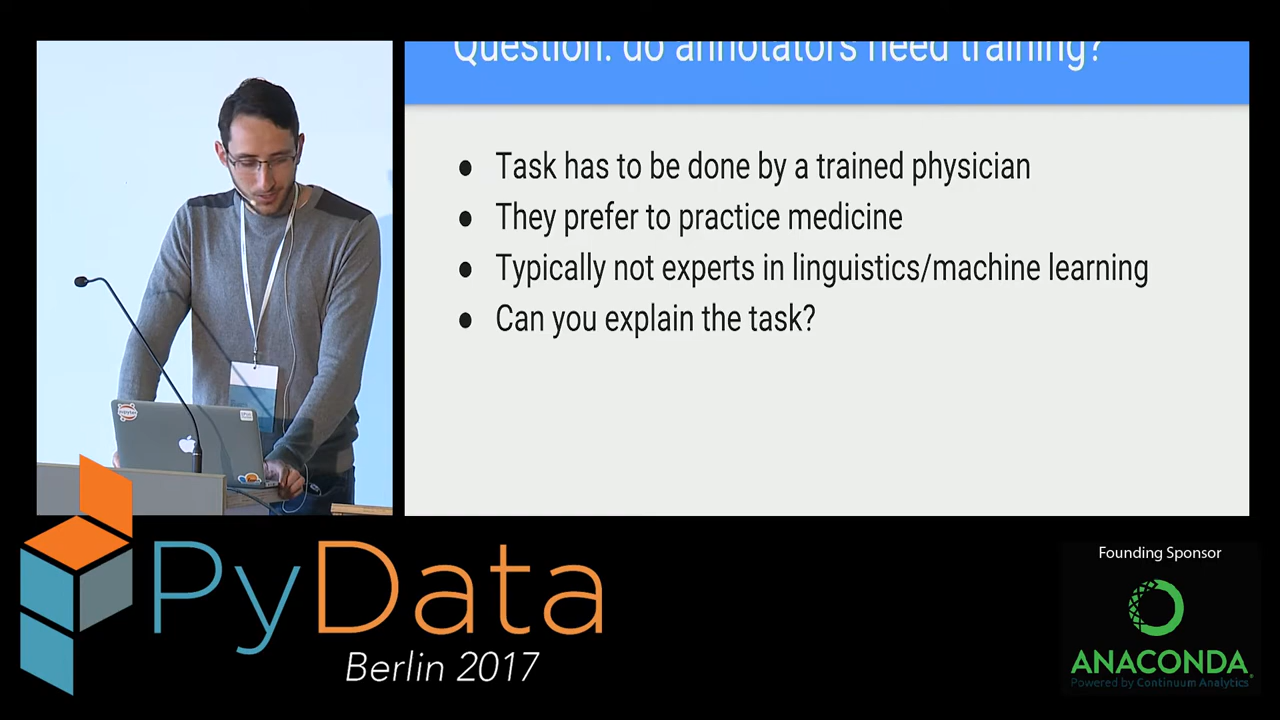 Question: do annotators need training?
● Task has to be done by a trained physician
● They prefer to practice medicine
● Typically not experts in linguistics/machine learning
● Can you explain the task?
PyData
Berlin 2017
Founding Sponsor
ANACONDA
Powered by Continuum Analytics